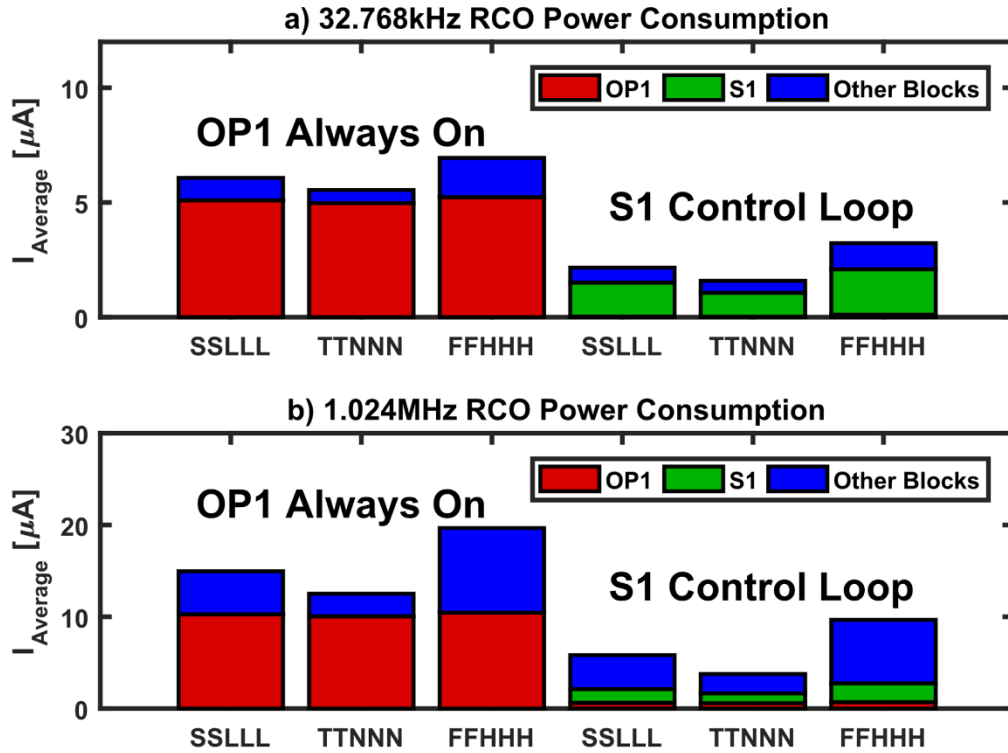 a) 32.768kHz RCO Power Consumption
I_Average [μA]
10
5
0
OP1 S1 Other Blocks
OP1 Always On
S1 Control Loop
SSLLL TTNNN FFHHH SSLLL TTNNN FFHHH
b) 1.024MHz RCO Power Consumption
I_Average [μA]
30
20
10
0
OP1 S1 Other Blocks
OP1 Always On
S1 Control Loop
SSLLL TTNNN FFHHH SSLLL TTNNN FFHHH